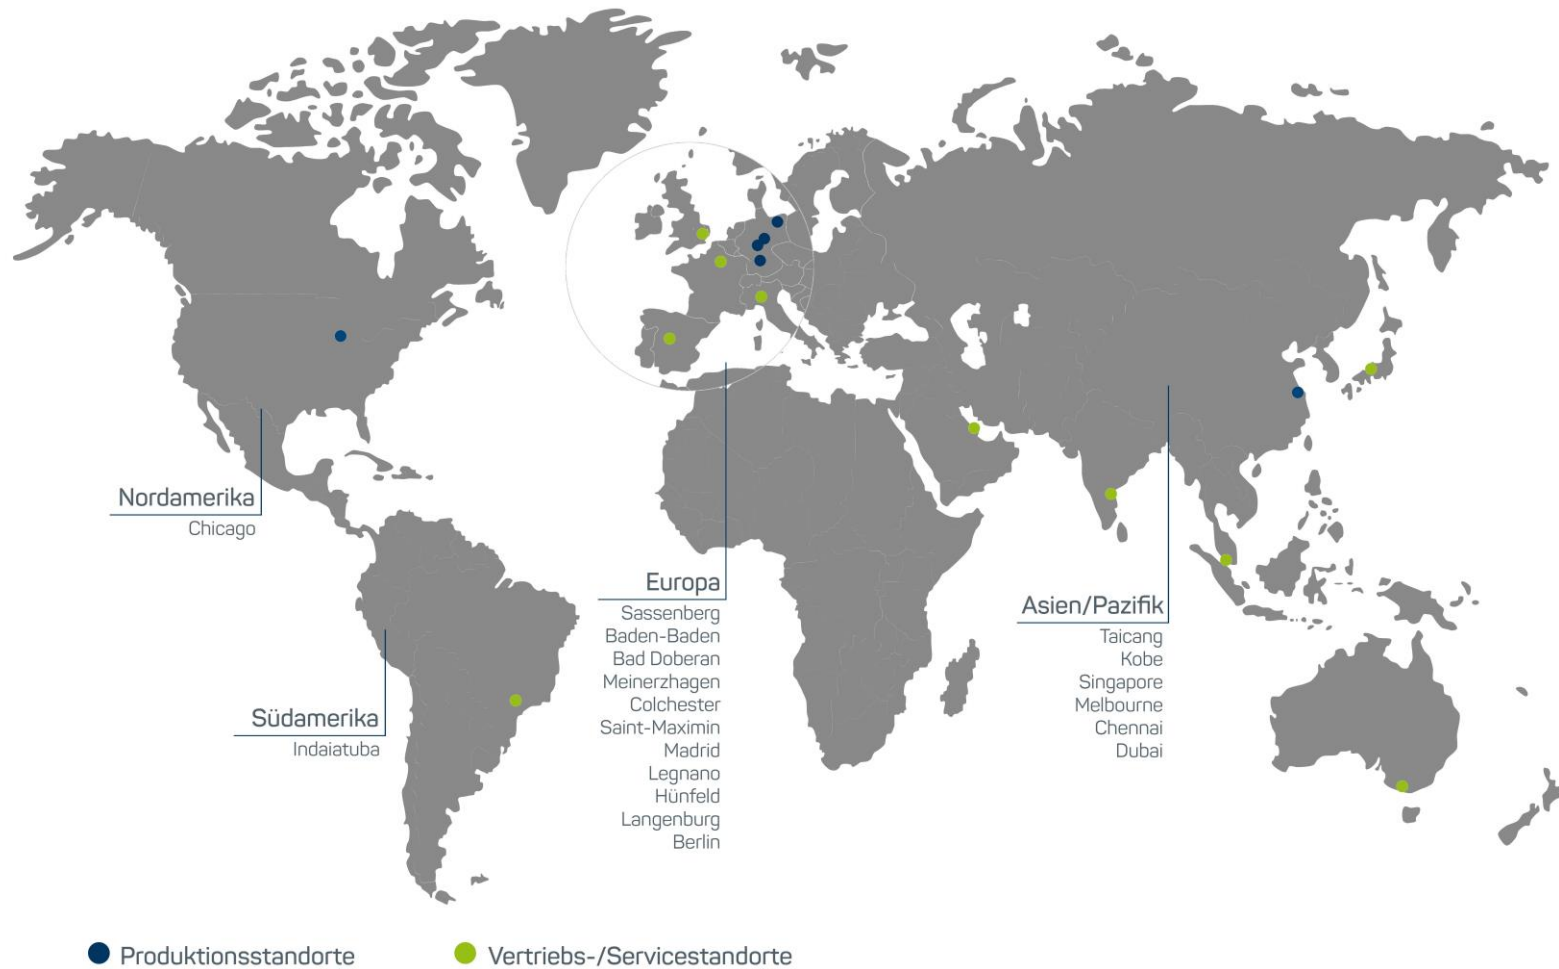 Nordamerika
Chicago
Südamerika
Indaiatuba
Europa
Sassenberg
Baden-Baden
Bad Doberan
Meinerzhagen
Colchester
Saint-Maximin
Madrid
Legnano
Hünfeld
Langenburg
Berlin
Asien/Pazifik
Taicang
Kobe
Singapore
Melbourne
Chennai
Dubai
Produktionsstandorte
Vertriebs-/Servicestandorte